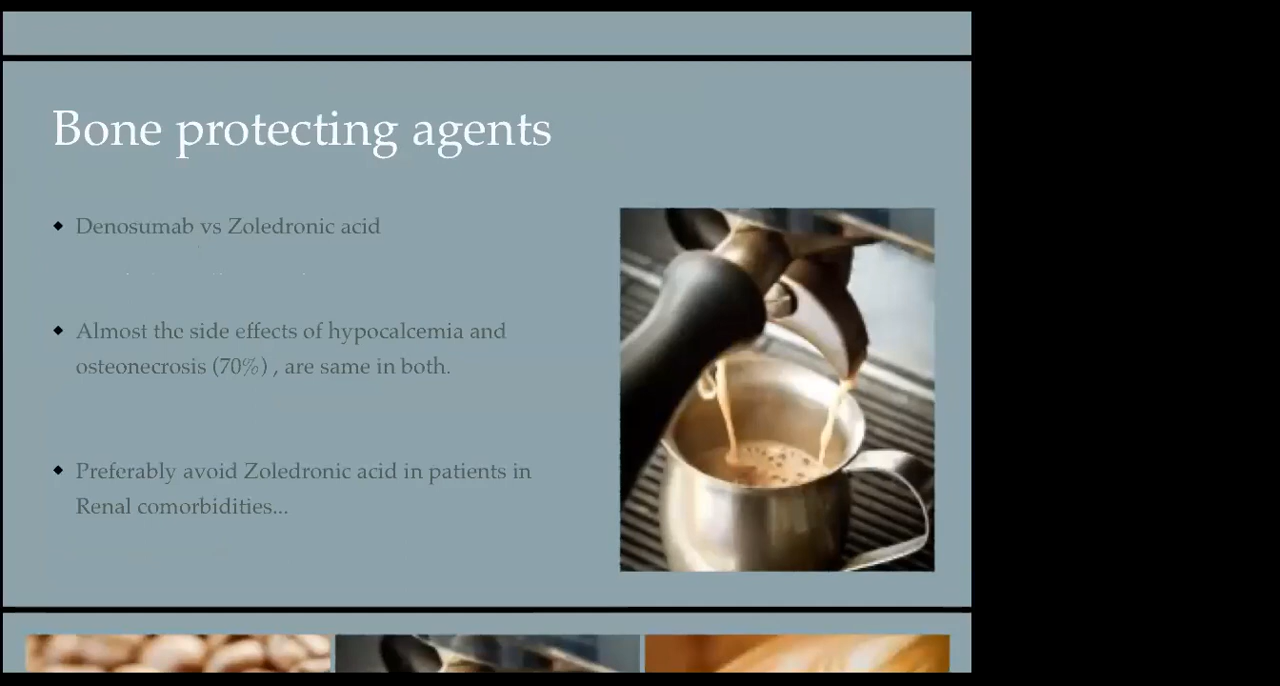 Bone protecting agents
Denosumab vs Zoledronic acid
Almost the side effects of hypocalcemia and
osteonecrosis (70%) , are same in both.
Preferably avoid Zoledronic acid in patients in
Renal comorbidities...